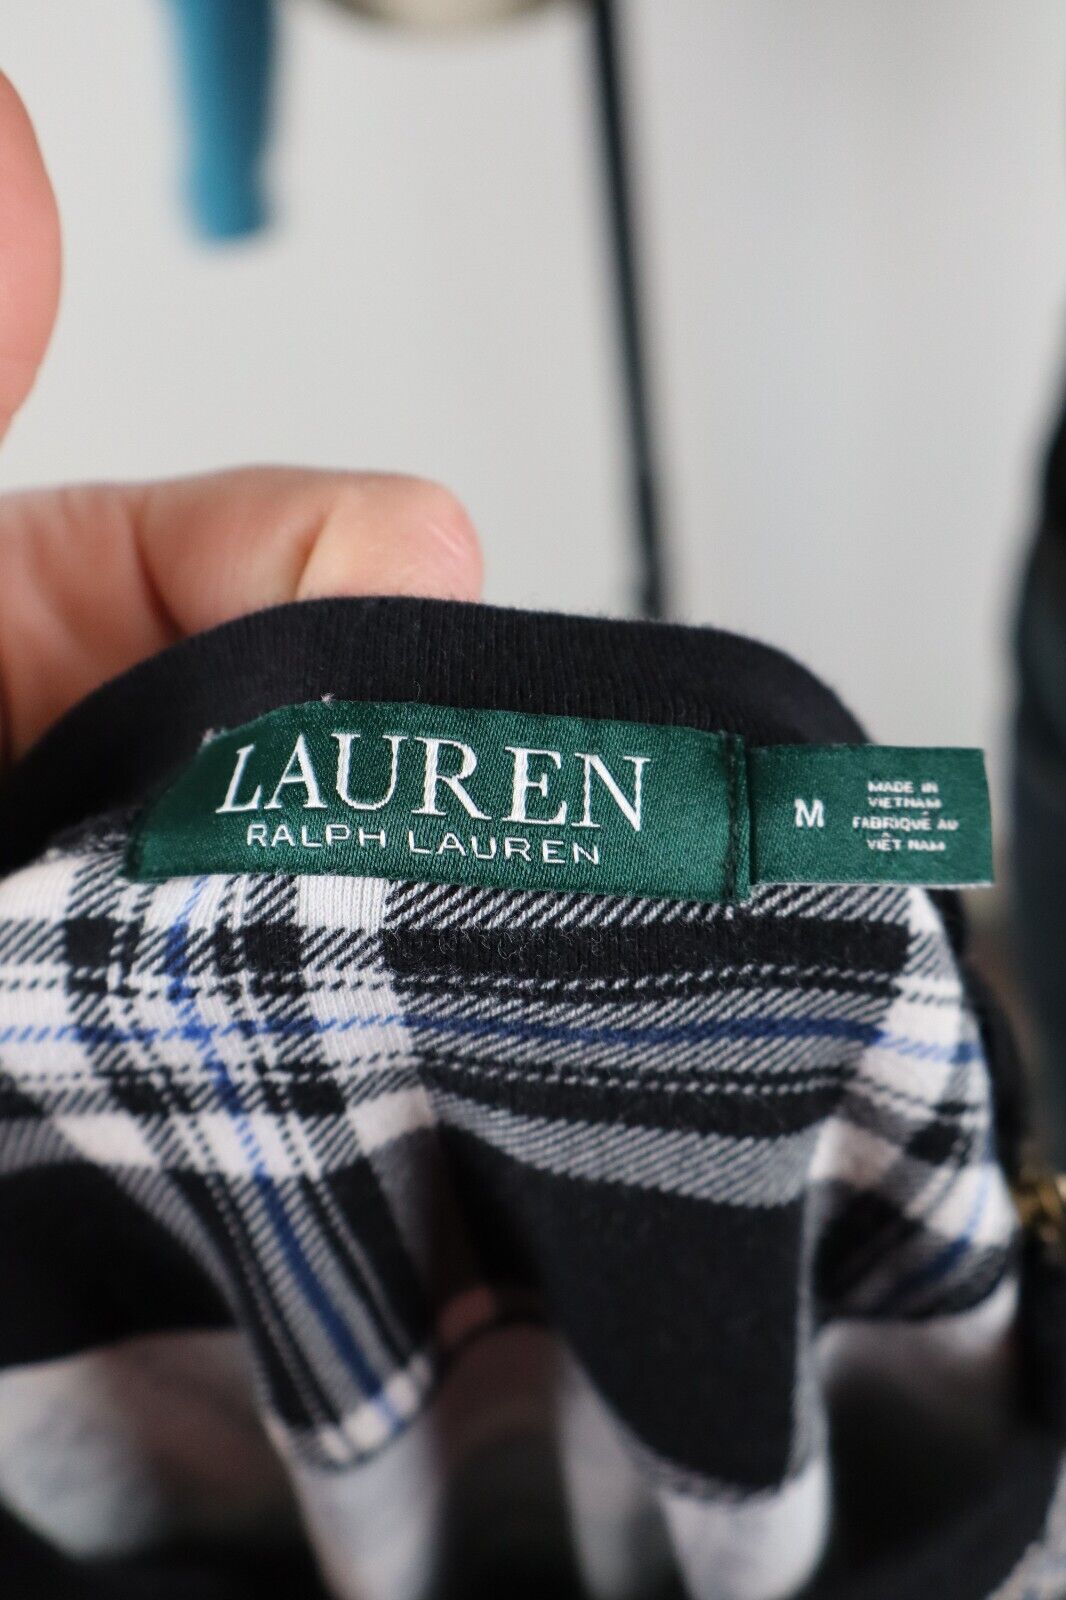 LAUREN
RALPH LAUREN
M
MADE IN
VIETNAM
FABRIQUÉ AU
VIÊT NAM